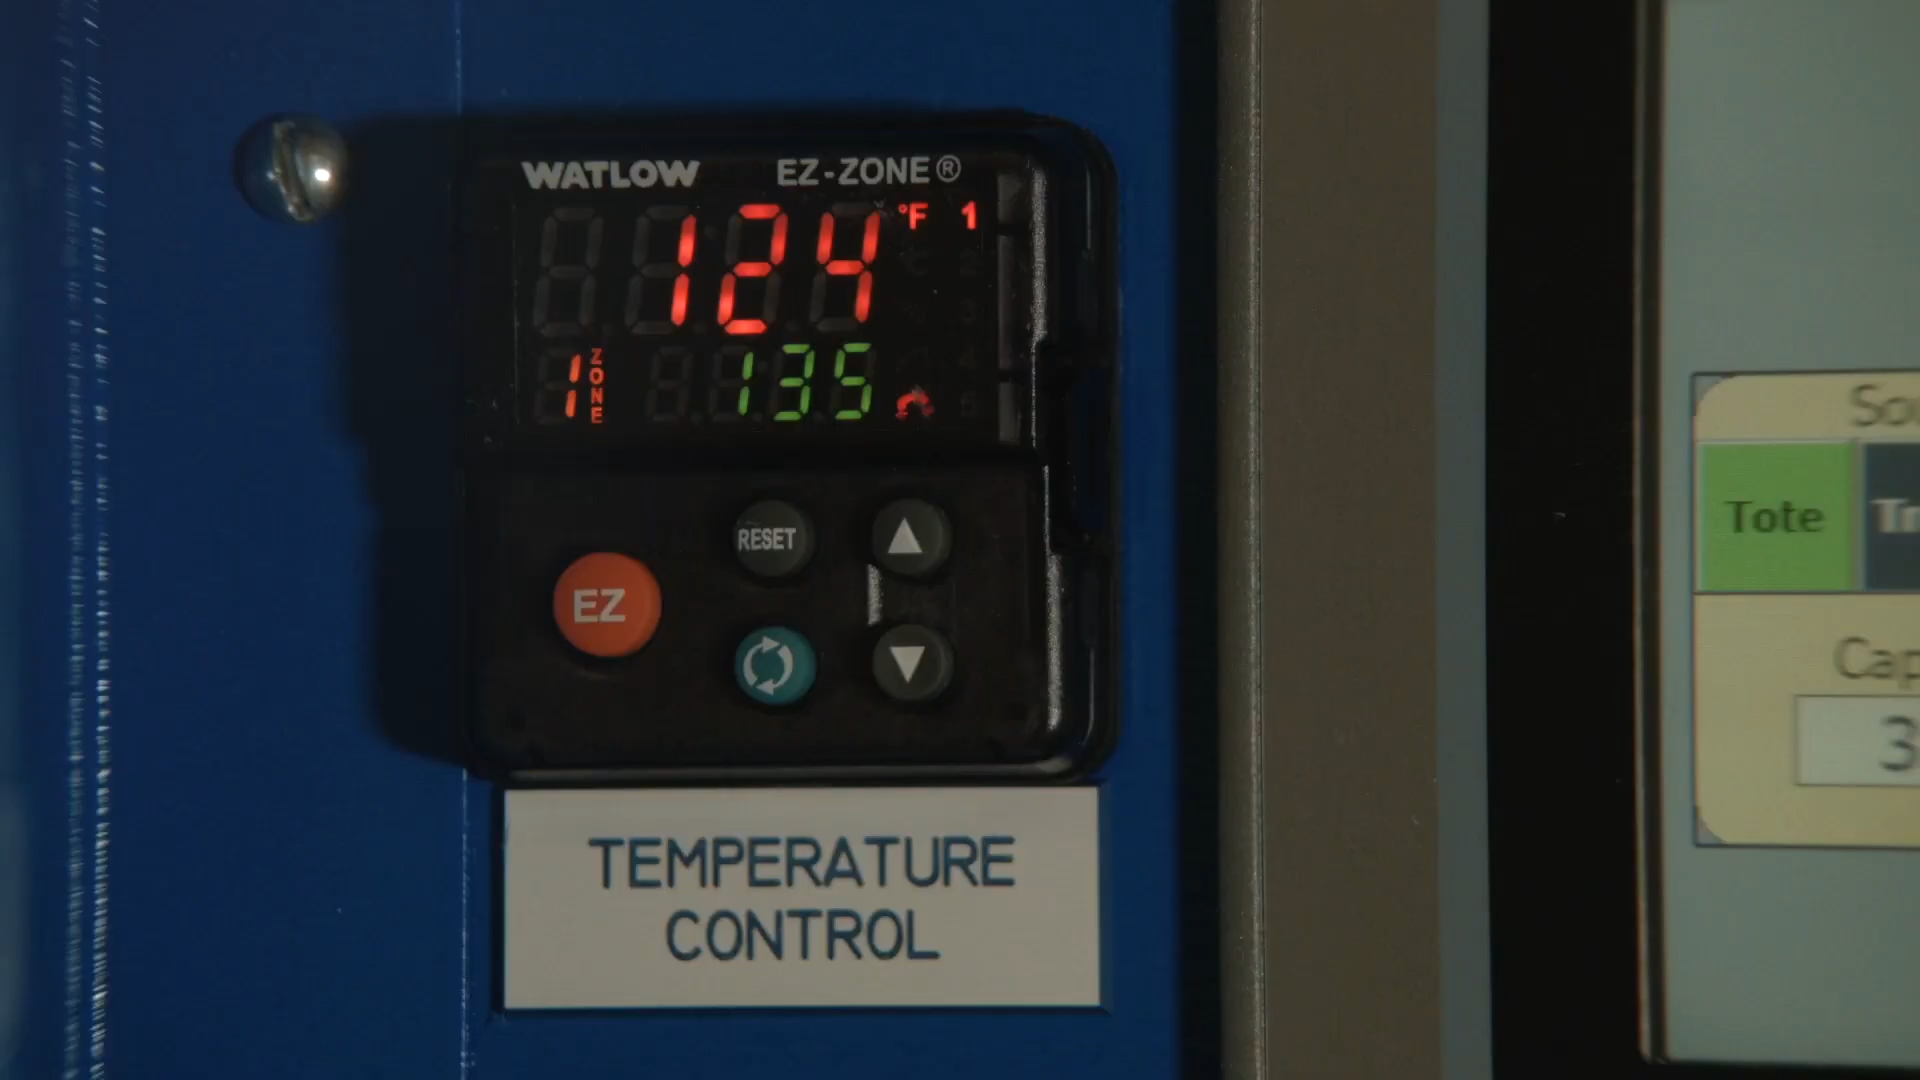 WATLOW EZ-ZONE®
124 °F 1
1 ZONE 135
RESET
EZ
TEMPERATURE
CONTROL
Tote